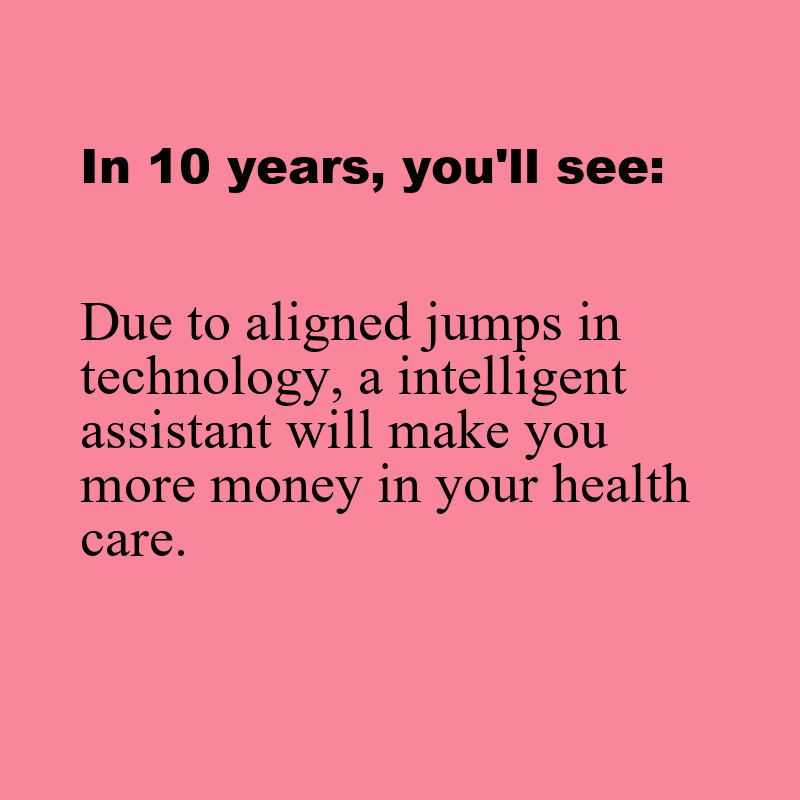 In 10 years, you'll see:
Due to aligned jumps in
technology, a intelligent
assistant will make you
more money in your health
care.